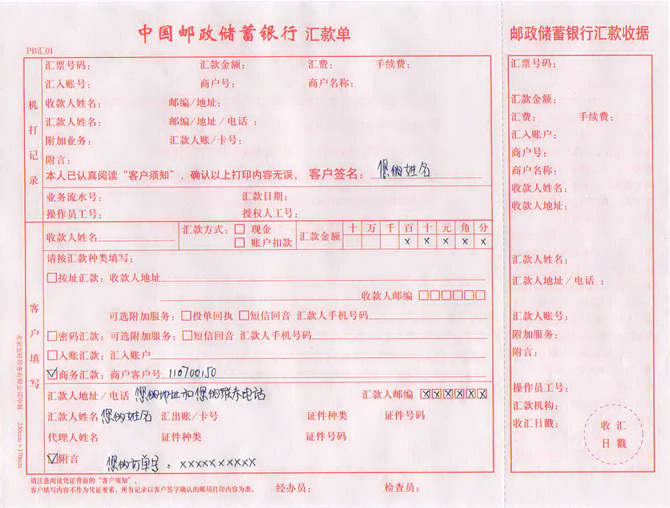 中国邮政储蓄银行 汇款单
PB汇01
汇票号码： 汇款金额： 汇费： 手续费：
汇入账号： 商户号： 商户名称：
收款人姓名： 邮编/地址：
汇款人姓名： 邮编/地址/电话：
附加业务： 汇款人账/卡号：
附言：
本人已认真阅读“客户须知”，确认以上打印内容无误， 客户签名： 您的姓名
业务流水号： 汇款日期：
操作员工号： 授权人工号：
机打记录
收款人姓名 汇款方式： □ 现金 □ 账户扣款 汇款金额 十 万 千 百 十 元 角 分
x x x x x
请按汇款种类填写：
□按址汇款：收款人地址
收款人邮编 □□□□□□
可选附加服务：□投单回执 □短信回音 汇款人手机号码
□密码汇款：可选附加服务：□短信回音 汇款人手机号码
□入账汇款：汇入账户
☑商务汇款：商户客户号 110700150
汇款人地址/电话 您的地址和您的联系电话 汇款人邮编 xxxxxx
汇款人姓名 您的姓名 汇出账/卡号 证件种类 证件号码
代理人姓名 证件种类 证件号码
☑附言 您的订单号：xxxxxxxxxx
客户填写
230mm×170mm
请注意阅读凭证背面的“客户须知”。
客户填写内容不作为凭证要素，所有记录以客户签字确认的邮局打印内容为准。 经办员： 检查员：
邮政储蓄银行汇款收据
汇票号码：
汇款金额：
汇费： 手续费：
汇入账户：
商户号：
商户名称：
收款人姓名：
收款人地址：
汇款人姓名：
汇款人地址/电话：
汇款人账号：
附加服务：
附言：
操作员工号：
汇款机构：
收汇日戳：
收汇
日戳